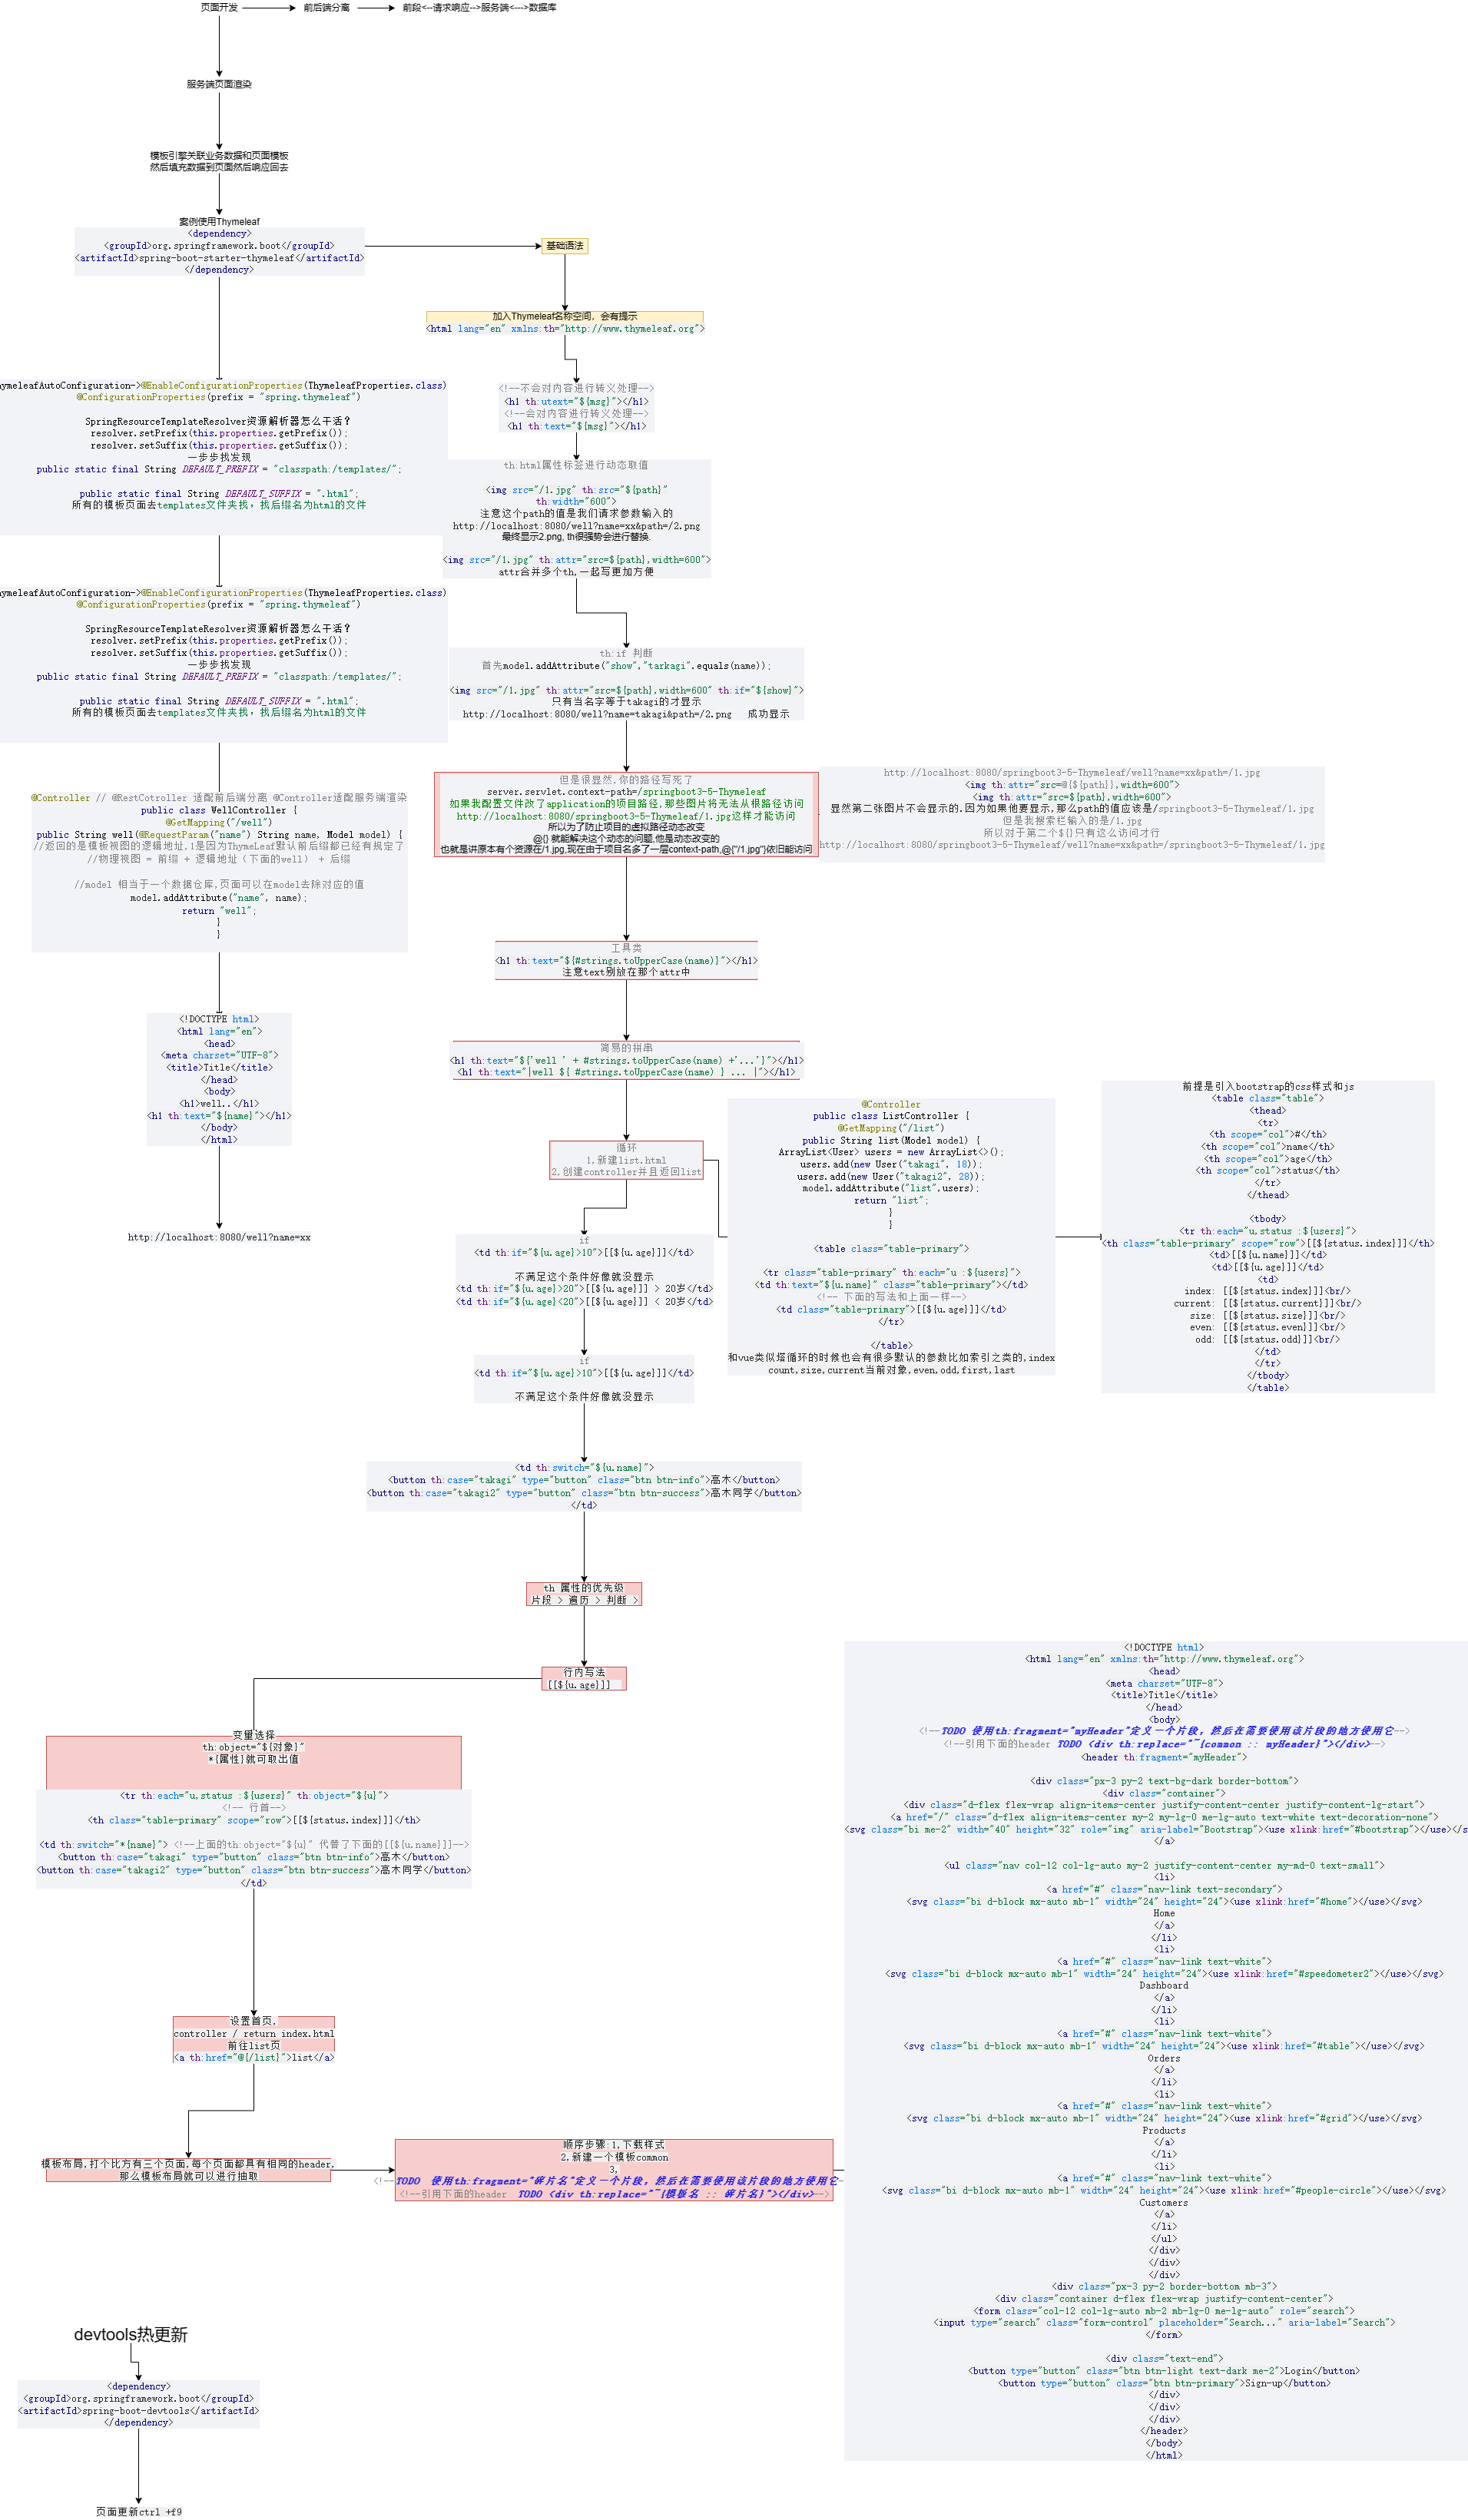 页面开发
前后端分离
前段<--请求响应-->服务端<--->数据库
服务端页面渲染
模板引擎关联业务数据和页面模板
然后填充数据到页面然后响应回去
案例使用Thymeleaf
<dependency>
<groupId>org.springframework.boot</groupId>
<artifactId>spring-boot-starter-thymeleaf</artifactId>
</dependency>
ymeleafAutoConfiguration->@EnableConfigurationProperties(ThymeleafProperties.class)
@ConfigurationProperties(prefix = "spring.thymeleaf")
SpringResourceTemplateResolver资源解析器怎么干活?
resolver.setPrefix(this.properties.getPrefix());
resolver.setSuffix(this.properties.getSuffix());
一步步找发现
public static final String DEFAULT_PREFIX = "classpath:/templates/";
public static final String DEFAULT_SUFFIX = ".html";
所有的模板页面去templates文件夹找, 找后缀名为html的文件
ymeleafAutoConfiguration->@EnableConfigurationProperties(ThymeleafProperties.class)
@ConfigurationProperties(prefix = "spring.thymeleaf")
SpringResourceTemplateResolver资源解析器怎么干活?
resolver.setPrefix(this.properties.getPrefix());
resolver.setSuffix(this.properties.getSuffix());
一步步找发现
public static final String DEFAULT_PREFIX = "classpath:/templates/";
public static final String DEFAULT_SUFFIX = ".html";
所有的模板页面去templates文件夹找, 找后缀名为html的文件
@Controller // @RestCotroller 适配前后端分离 @Controller适配服务端渲染
public class WellController {
@GetMapping("/well")
public String well(@RequestParam("name") String name, Model model) {
//返回的是模板视图的逻辑地址,1是因为ThymeLeaf默认前后缀都已经有规定了
//物理视图 = 前缀 + 逻辑地址（下面的well） + 后缀
//model 相当于一个数据仓库,页面可以在model去除对应的值
model.addAttribute("name", name);
return "well";
}
}
<!DOCTYPE html>
<html lang="en">
<head>
<meta charset="UTF-8">
<title>Title</title>
</head>
<body>
<h1>well..</h1>
<h1 th:text="${name}"></h1>
</body>
</html>
http://localhost:8080/well?name=xx
基础语法
加入Thymeleaf名称空间，会有提示
<html lang="en" xmlns:th="http://www.thymeleaf.org">
<!--不会对内容进行转义处理-->
<h1 th:utext="${msg}"></h1>
<!--会对内容进行转义处理-->
<h1 th:text="${msg}"></h1>
th:html属性标签进行动态取值
<img src="/1.jpg" th:src="${path}"
th:width="600">
注意这个path的值是我们请求参数输入的
http://localhost:8080/well?name=xx&path=/2.png
最终显示2.png, th很强势会进行替换.
<img src="/1.jpg" th:attr="src=${path},width=600">
attr合并多个th,一起写更加方便
th:if 判断
首先model.addAttribute("show","tarkagi".equals(name));
<img src="/1.jpg" th:attr="src=${path},width=600" th:if="${show}">
只有当名字等于takagi的才显示
http://localhost:8080/well?name=takagi&path=/2.png 成功显示
但是很显然,你的路径写死了
server.servlet.context-path=/springboot3-5-Thymeleaf
如果我配置文件改了application的项目路径,那些图片将无法从根路径访问
http://localhost:8080/springboot3-5-Thymeleaf/1.jpg这样才能访问
所以为了防止项目的虚拟路径动态改变
@{} 就能解决这个动态的问题,他是动态改变的
也就是讲原本有个资源在/1.jpg,现在由于项目名多了一层context-path,@{"/1.jpg"}依旧能访问
http://localhost:8080/springboot3-5-Thymeleaf/well?name=xx&path=/1.jpg
<img th:attr="src=@{${path}},width=600">
<img th:attr="src=${path},width=600">
显然第二张图片不会显示的.因为如果他要显示,那么path的值应该是/springboot3-5-Thymeleaf/1.jpg
但是我搜索栏输入的是/1.jpg
所以对于第二个${}只有这么访问才行
http://localhost:8080/springboot3-5-Thymeleaf/well?name=xx&path=/springboot3-5-Thymeleaf/1.jpg
工具类
<h1 th:text="${#strings.toUpperCase(name)}"></h1>
注意text别放在那个attr中
简易的拼串
<h1 th:text="${'well ' + #strings.toUpperCase(name) +'...'}"></h1>
<h1 th:text="|well ${ #strings.toUpperCase(name) } ... |"></h1>
循环
1,新建list.html
2,创建controller并且返回list
@Controller
public class ListController {
@GetMapping("/list")
public String list(Model model) {
ArrayList<User> users = new ArrayList<>();
users.add(new User("takagi", 18));
users.add(new User("takagi2", 28));
model.addAttribute("list",users);
return "list";
}
}
<table class="table-primary">
<tr class="table-primary" th:each="u :${users}">
<td th:text="${u.name}" class="table-primary"></td>
<!-- 下面的写法和上面一样-->
<td class="table-primary">[[${u.age}]]</td>
</tr>
</table>
和vue类似塔循环的时候也会有很多默认的参数比如索引之类的,index
count,size,current当前对象,even,odd,first,last
前提是引入bootstrap的css样式和js
<table class="table">
<thead>
<tr>
<th scope="col">#</th>
<th scope="col">name</th>
<th scope="col">age</th>
<th scope="col">status</th>
</tr>
</thead>
<tbody>
<tr th:each="u,status :${users}">
<th class="table-primary" scope="row">[[${status.index}]]</th>
<td>[[${u.name}]]</td>
<td>[[${u.age}]]</td>
<td>
index: [[${status.index}]]<br/>
current: [[${status.current}]]<br/>
size: [[${status.size}]]<br/>
even: [[${status.even}]]<br/>
odd: [[${status.odd}]]<br/>
</td>
</tr>
</tbody>
</table>
if
<td th:if="${u.age}>10">[[${u.age}]]</td>
不满足这个条件好像就没显示
<td th:if="${u.age}>20">[[${u.age}]] > 20岁</td>
<td th:if="${u.age}<20">[[${u.age}]] < 20岁</td>
if
<td th:if="${u.age}>10">[[${u.age}]]</td>
不满足这个条件好像就没显示
<td th:switch="${u.name}">
<button th:case="takagi" type="button" class="btn btn-info">高木</button>
<button th:case="takagi2" type="button" class="btn btn-success">高木同学</button>
</td>
th 属性的优先级
片段 > 遍历 > 判断 >
行内写法
[[${u.age}]]
变量选择
th:object="${对象}"
*{属性}就可取出值
<tr th:each="u,status :${users}" th:object="${u}">
<!-- 行首-->
<th class="table-primary" scope="row">[[${status.index}]]</th>
<td th:switch="*{name}"> <!--上面的th:object="${u}" 代替了下面的[[${u.name}]]-->
<button th:case="takagi" type="button" class="btn btn-info">高木</button>
<button th:case="takagi2" type="button" class="btn btn-success">高木同学</button>
</td>
设置首页,
controller / return index.html
前往list页
<a th:href="@{/list}">list</a>
模板布局,打个比方有三个页面,每个页面都具有相同的header,
那么模板布局就可以进行抽取
顺序步骤:1,下载样式
2,新建一个模板common
3,
<!--TODO 使用th:fragment="碎片名"定义一个片段，然后在需要使用该片段的地方使用它-->
<!--引用下面的header TODO <div th:replace="~{模板名 :: 碎片名}"></div>-->
<!DOCTYPE html>
<html lang="en" xmlns:th="http://www.thymeleaf.org">
<head>
<meta charset="UTF-8">
<title>Title</title>
</head>
<body>
<!--TODO 使用th:fragment="myHeader"定义一个片段，然后在需要使用该片段的地方使用它-->
<!--引用下面的header TODO <div th:replace="~{common :: myHeader}"></div>-->
<header th:fragment="myHeader">
<div class="px-3 py-2 text-bg-dark border-bottom">
<div class="container">
<div class="d-flex flex-wrap align-items-center justify-content-center justify-content-lg-start">
<a href="/" class="d-flex align-items-center my-2 my-lg-0 me-lg-auto text-white text-decoration-none">
<svg class="bi me-2" width="40" height="32" role="img" aria-label="Bootstrap"><use xlink:href="#bootstrap"></use></s
</a>
<ul class="nav col-12 col-lg-auto my-2 justify-content-center my-md-0 text-small">
<li>
<a href="#" class="nav-link text-secondary">
<svg class="bi d-block mx-auto mb-1" width="24" height="24"><use xlink:href="#home"></use></svg>
Home
</a>
</li>
<li>
<a href="#" class="nav-link text-white">
<svg class="bi d-block mx-auto mb-1" width="24" height="24"><use xlink:href="#speedometer2"></use></svg>
Dashboard
</a>
</li>
<li>
<a href="#" class="nav-link text-white">
<svg class="bi d-block mx-auto mb-1" width="24" height="24"><use xlink:href="#table"></use></svg>
Orders
</a>
</li>
<li>
<a href="#" class="nav-link text-white">
<svg class="bi d-block mx-auto mb-1" width="24" height="24"><use xlink:href="#grid"></use></svg>
Products
</a>
</li>
<li>
<a href="#" class="nav-link text-white">
<svg class="bi d-block mx-auto mb-1" width="24" height="24"><use xlink:href="#people-circle"></use></svg>
Customers
</a>
</li>
</ul>
</div>
</div>
</div>
<div class="px-3 py-2 border-bottom mb-3">
<div class="container d-flex flex-wrap justify-content-center">
<form class="col-12 col-lg-auto mb-2 mb-lg-0 me-lg-auto" role="search">
<input type="search" class="form-control" placeholder="Search..." aria-label="Search">
</form>
<div class="text-end">
<button type="button" class="btn btn-light text-dark me-2">Login</button>
<button type="button" class="btn btn-primary">Sign-up</button>
</div>
</div>
</div>
</header>
</body>
</html>
devtools热更新
<dependency>
<groupId>org.springframework.boot</groupId>
<artifactId>spring-boot-devtools</artifactId>
</dependency>
页面更新ctrl +f9